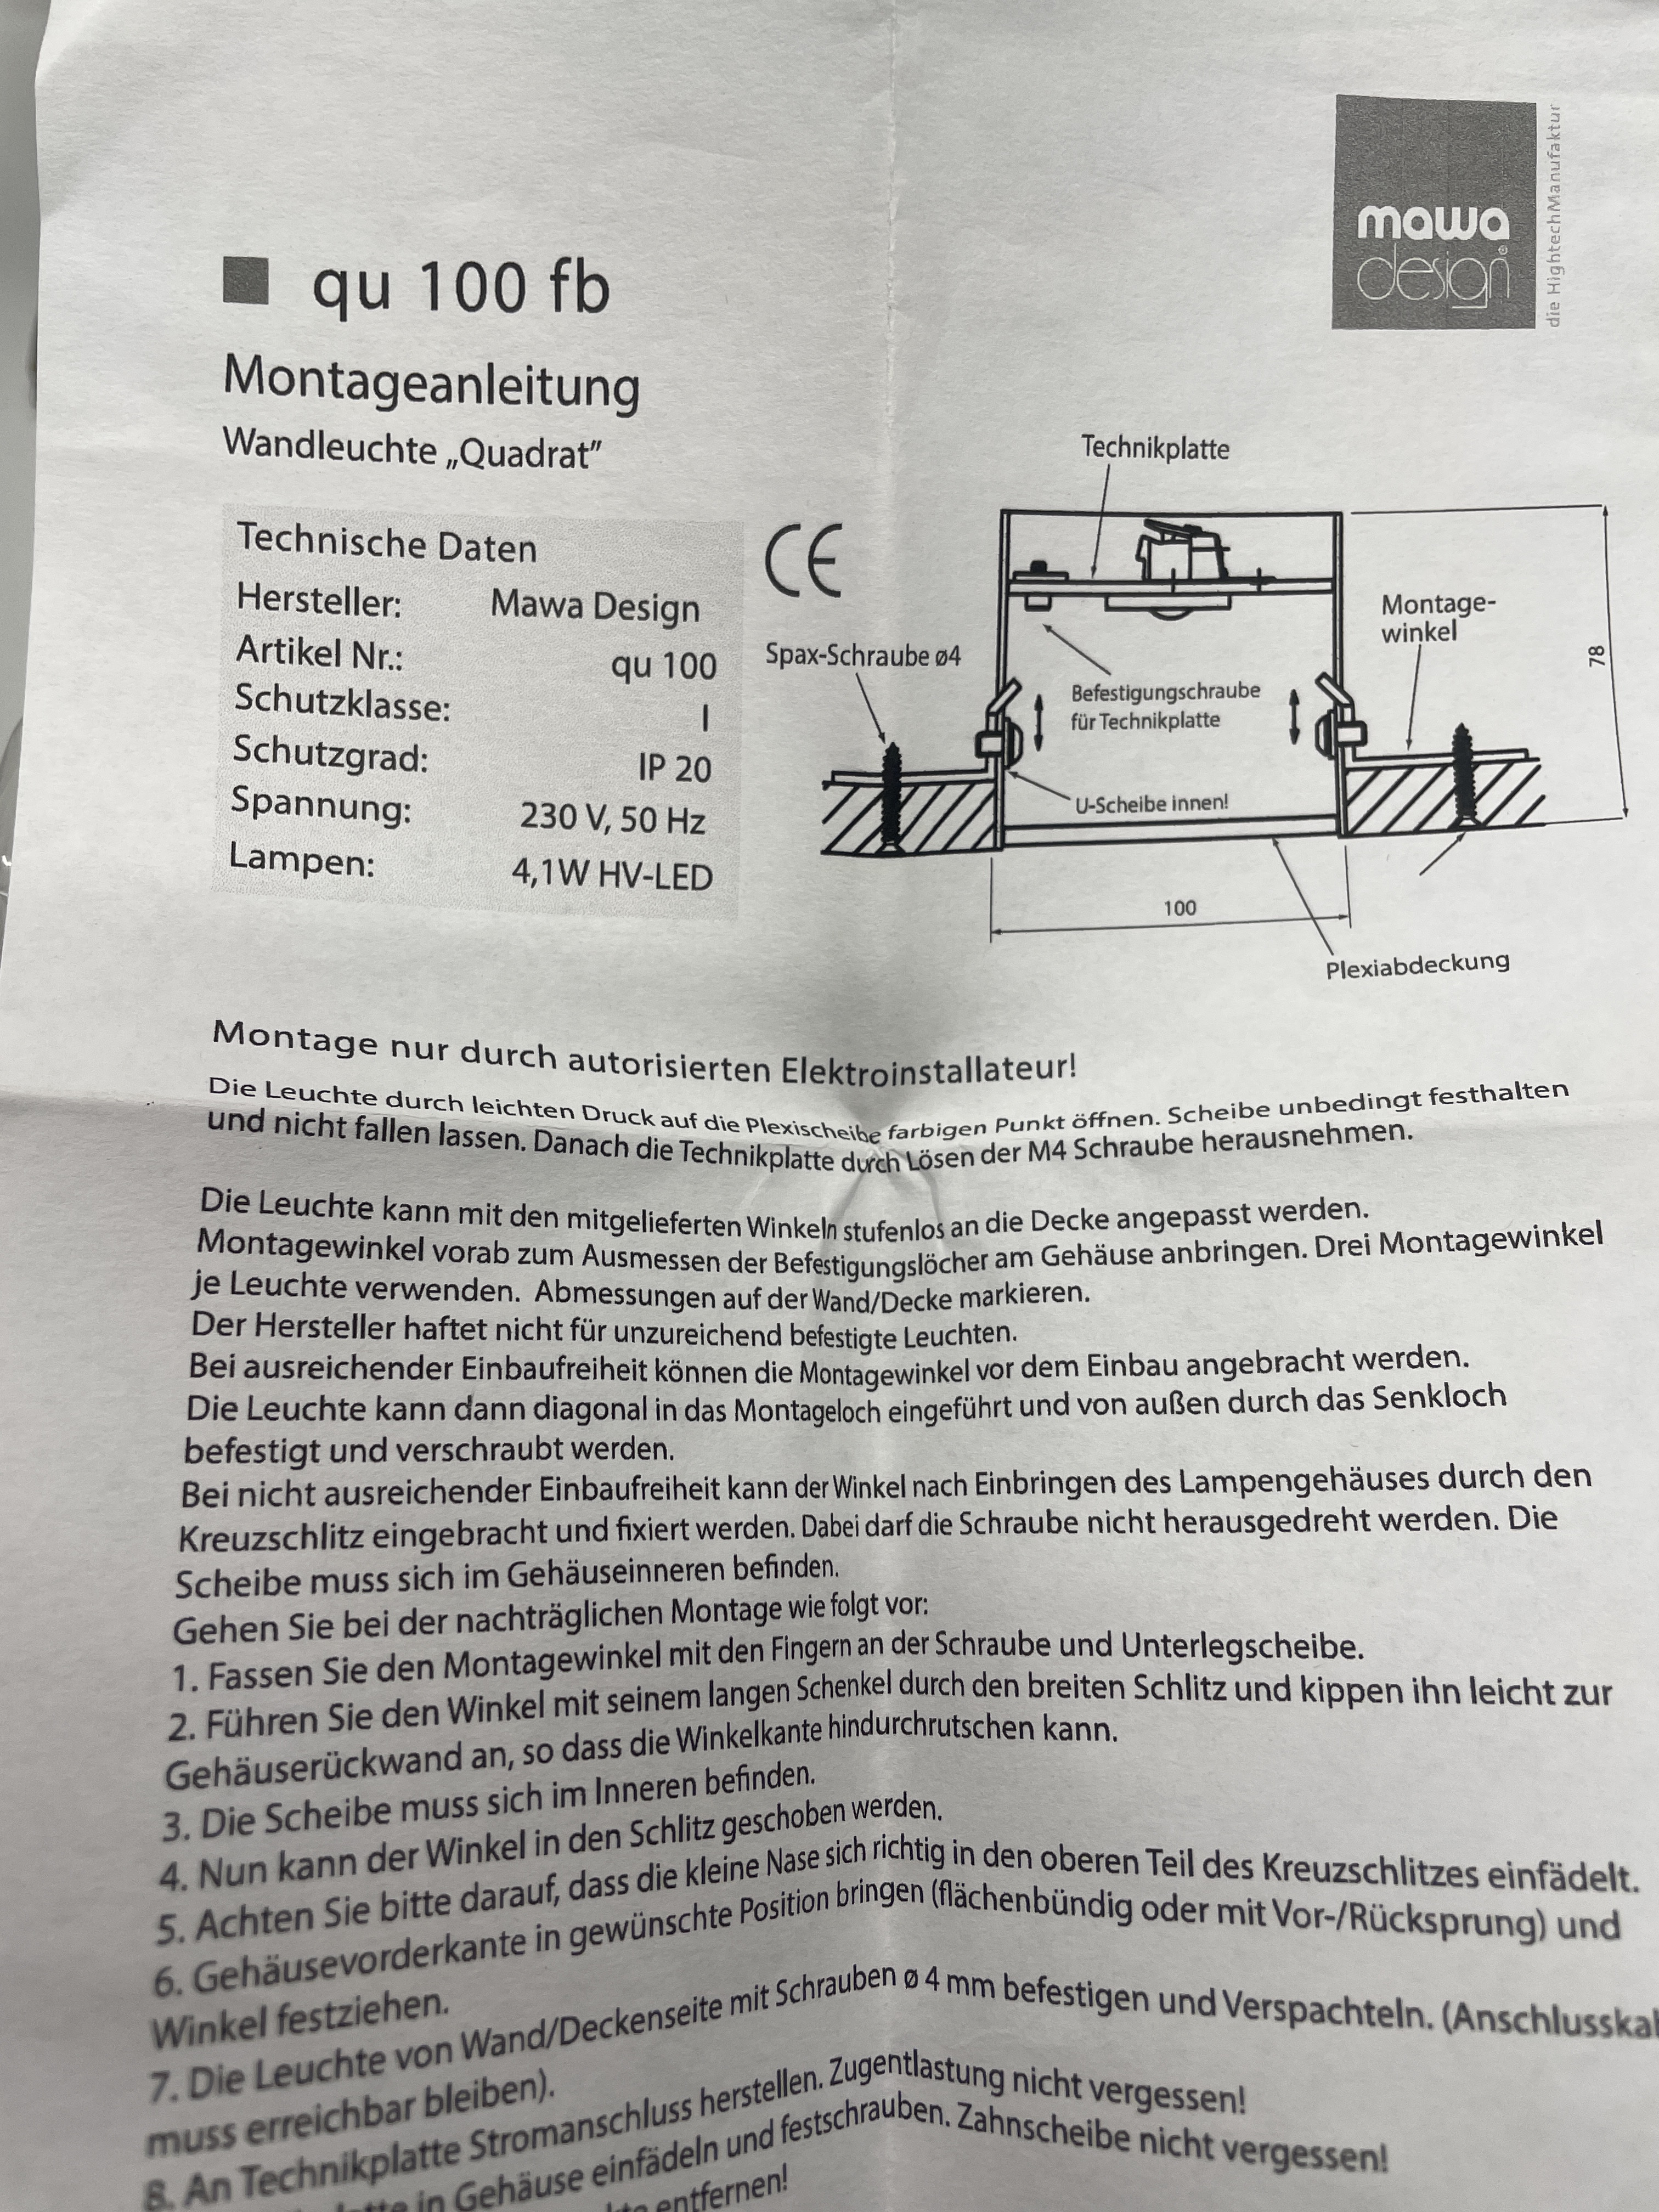 mawa
design®
die HightechManufaktur
qu 100 fb
Montageanleitung
Wandleuchte „Quadrat"
Technische Daten
Hersteller: Mawa Design
Artikel Nr.: qu 100
Schutzklasse: I
Schutzgrad: IP 20
Spannung: 230 V, 50 Hz
Lampen: 4,1W HV-LED
CE
Technikplatte
Montage-
winkel
78
Spax-Schraube ø4
Befestigungschraube
für Technikplatte
U-Scheibe innen!
100
Plexiabdeckung
Montage nur durch autorisierten Elektroinstallateur!
Die Leuchte durch leichten Druck auf die Plexischeibe farbigen Punkt öffnen. Scheibe unbedingt festhalten
und nicht fallen lassen. Danach die Technikplatte durch Lösen der M4 Schraube herausnehmen.
Die Leuchte kann mit den mitgelieferten Winkeln stufenlos an die Decke angepasst werden.
Montagewinkel vorab zum Ausmessen der Befestigungslöcher am Gehäuse anbringen. Drei Montagewinkel
je Leuchte verwenden. Abmessungen auf der Wand/Decke markieren.
Der Hersteller haftet nicht für unzureichend befestigte Leuchten.
Bei ausreichender Einbaufreiheit können die Montagewinkel vor dem Einbau angebracht werden.
Die Leuchte kann dann diagonal in das Montageloch eingeführt und von außen durch das Senkloch
befestigt und verschraubt werden.
Bei nicht ausreichender Einbaufreiheit kann der Winkel nach Einbringen des Lampengehäuses durch den
Kreuzschlitz eingebracht und fixiert werden. Dabei darf die Schraube nicht herausgedreht werden. Die
Scheibe muss sich im Gehäuseinneren befinden.
Gehen Sie bei der nachträglichen Montage wie folgt vor:
1. Fassen Sie den Montagewinkel mit den Fingern an der Schraube und Unterlegscheibe.
2. Führen Sie den Winkel mit seinem langen Schenkel durch den breiten Schlitz und kippen ihn leicht zur
Gehäuserückwand an, so dass die Winkelkante hindurchrutschen kann.
3. Die Scheibe muss sich im Inneren befinden.
4. Nun kann der Winkel in den Schlitz geschoben werden.
5. Achten Sie bitte darauf, dass die kleine Nase sich richtig in den oberen Teil des Kreuzschlitzes einfädelt.
6. Gehäusevorderkante in gewünschte Position bringen (flächenbündig oder mit Vor-/Rücksprung) und
Winkel festziehen.
7. Die Leuchte von Wand/Deckenseite mit Schrauben ø 4 mm befestigen und Verspachteln. (Anschlusskab
muss erreichbar bleiben).
8. An Technikplatte Stromanschluss herstellen. Zugentlastung nicht vergessen!
in Gehäuse einfädeln und festschrauben. Zahnscheibe nicht vergessen!
entfernen!